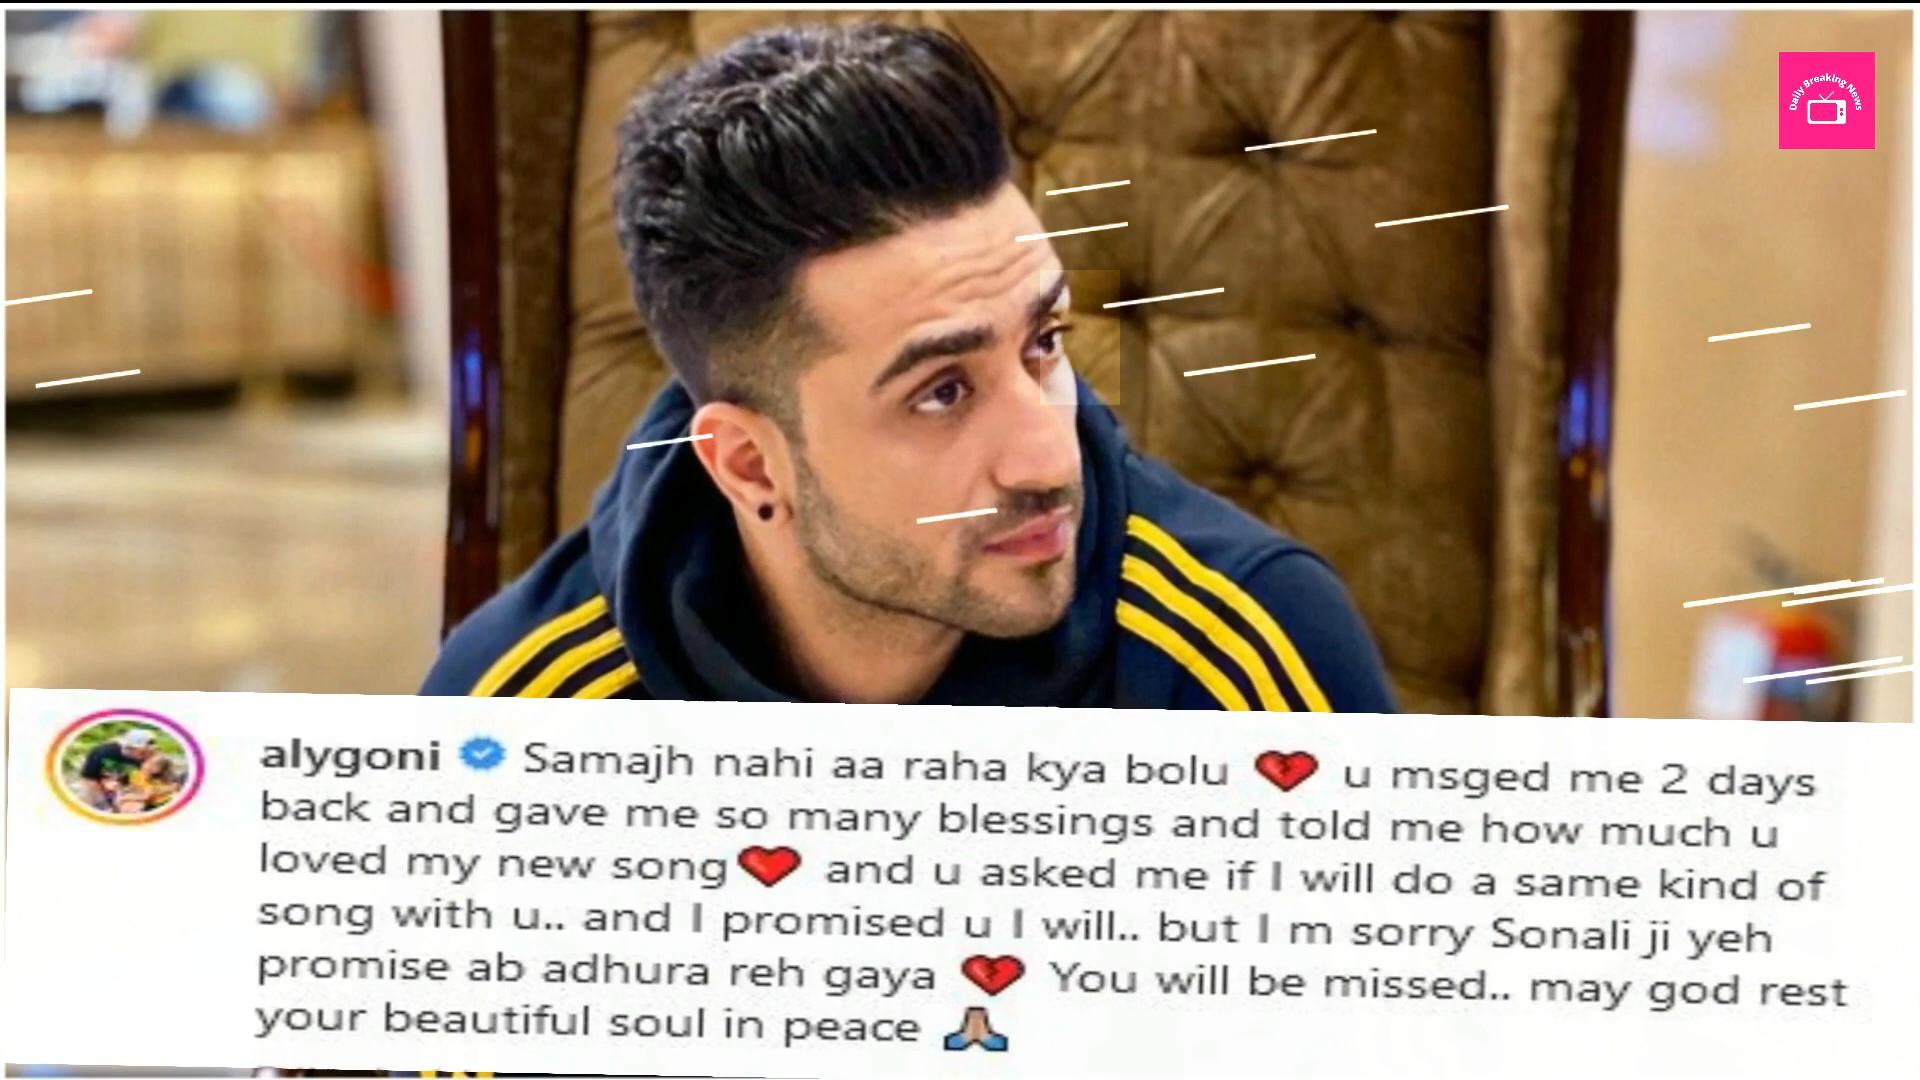 Daily Breaking News
alygoni Samajh nahi aa raha kya bolu 💔 u msged me 2 days
back and gave me so many blessings and told me how much u
loved my new song❤️ and u asked me if I will do a same kind of
song with u.. and I promised u I will.. but I m sorry Sonali ji yeh
promise ab adhura reh gaya 💔 You will be missed.. may god rest
your beautiful soul in peace 🙏🏼